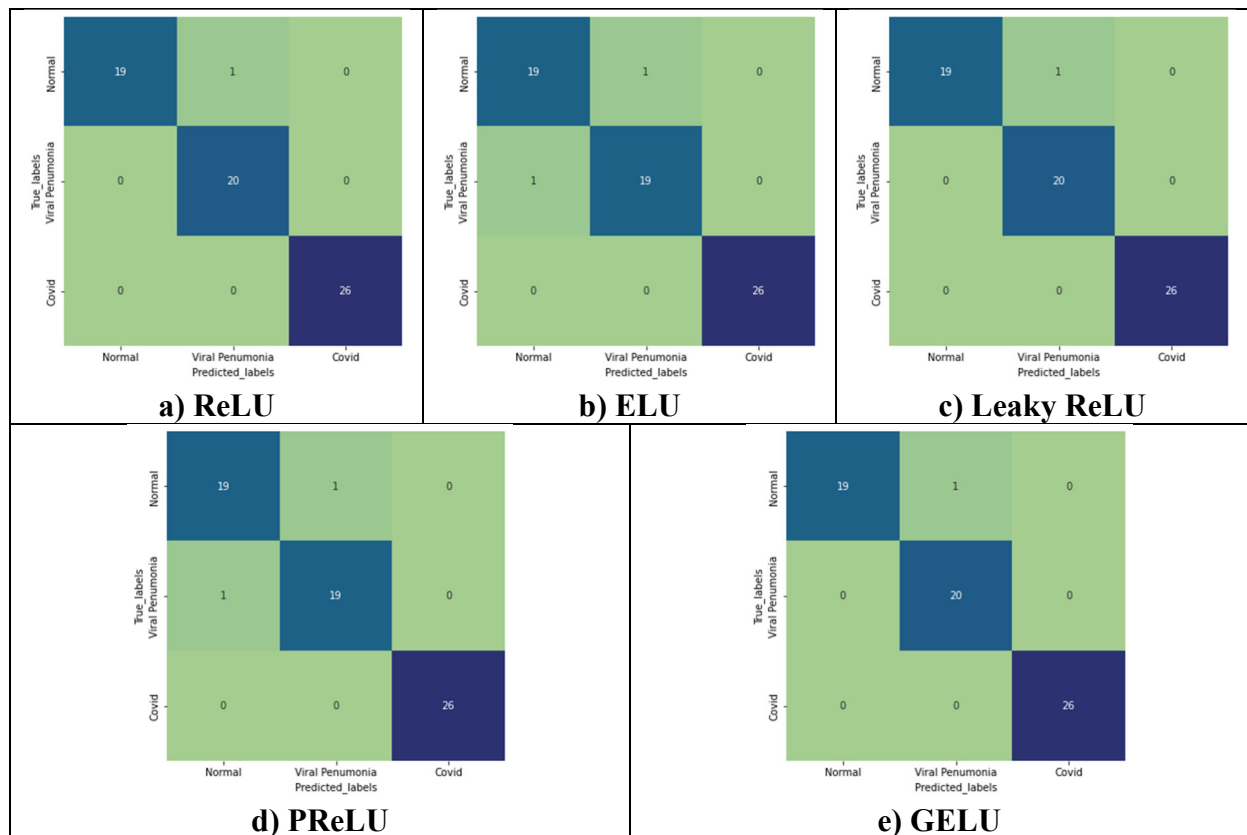 Normal
19 1 0
True_labels
Viral Penumonia
0 20 0
Covid
0 0 26
Normal Viral Penumonia Covid
Predicted_labels
a) ReLU
Normal
19 1 0
True_labels
Viral Penumonia
1 19 0
Covid
0 0 26
Normal Viral Penumonia Covid
Predicted_labels
b) ELU
Normal
19 1 0
True_labels
Viral Penumonia
0 20 0
Covid
0 0 26
Normal Viral Penumonia Covid
Predicted_labels
c) Leaky ReLU
Normal
19 1 0
True_labels
Viral Penumonia
1 19 0
Covid
0 0 26
Normal Viral Penumonia Covid
Predicted_labels
d) PReLU
Normal
19 1 0
True_labels
Viral Penumonia
0 20 0
Covid
0 0 26
Normal Viral Penumonia Covid
Predicted_labels
e) GELU